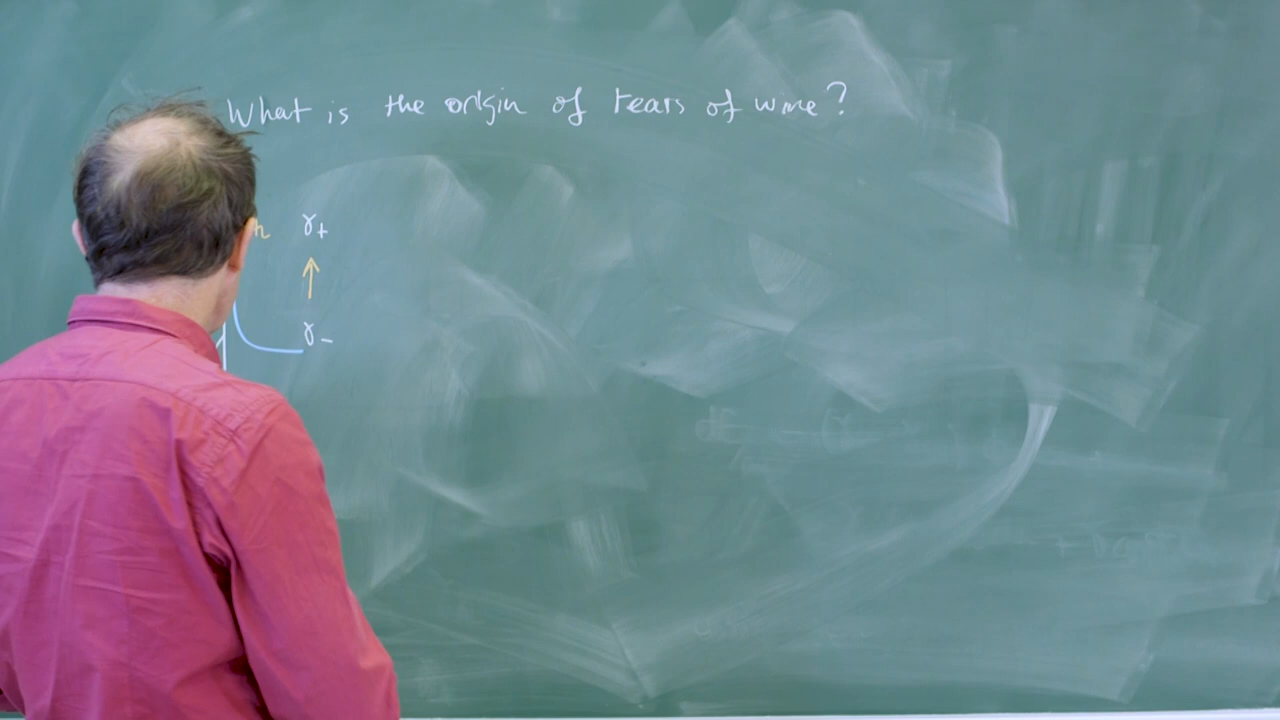 What is the origin of tears of wine?
h γ+
γ-